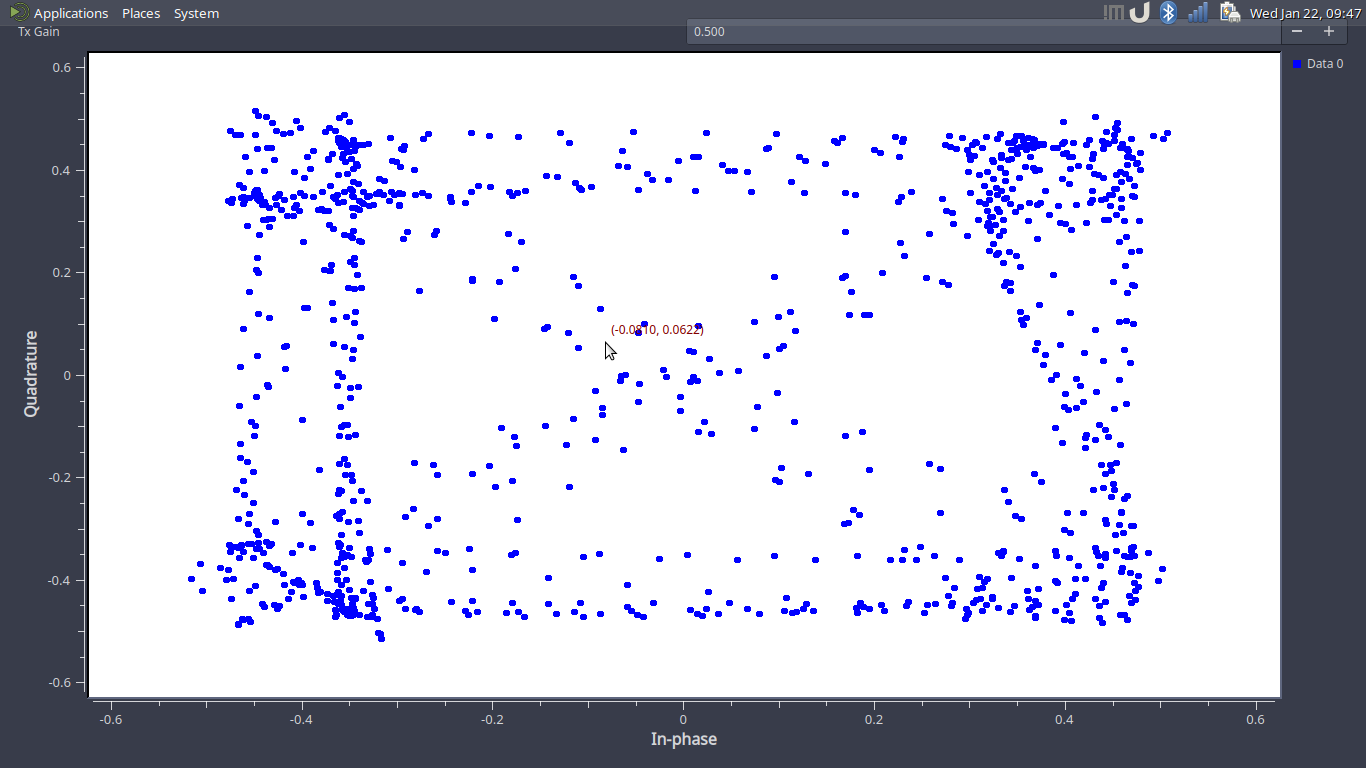 Applications Places System Wed Jan 22, 09:47
Tx Gain 0.500 − +
Data 0
0.6
0.4
0.2
0
-0.2
-0.4
-0.6
Quadrature
(-0.0810, 0.0622)
-0.6 -0.4 -0.2 0 0.2 0.4 0.6
In-phase